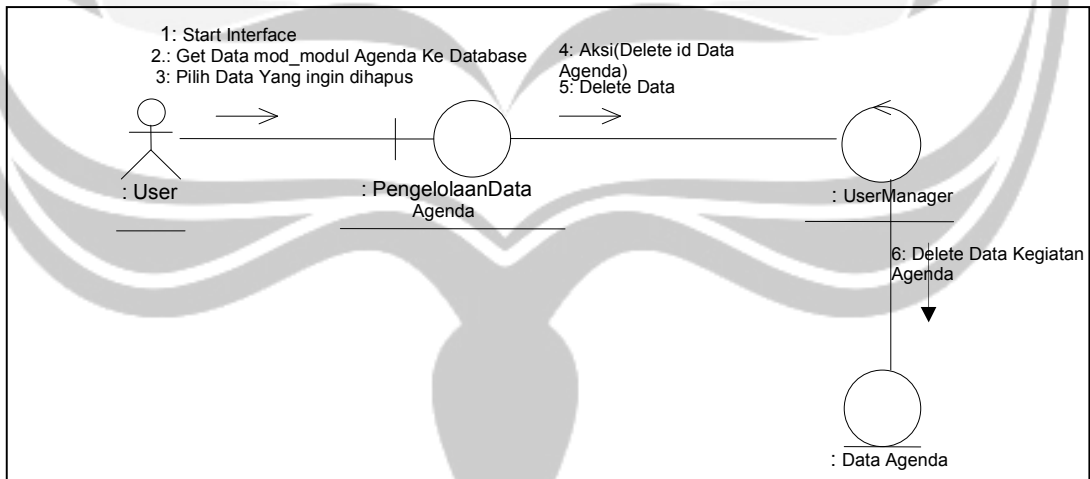 1: Start Interface
2.: Get Data mod_modul Agenda Ke Database
3: Pilih Data Yang ingin dihapus
4: Aksi(Delete id Data
Agenda)
5: Delete Data
: User
: PengelolaanData
Agenda
: UserManager
6: Delete Data Kegiatan
Agenda
: Data Agenda